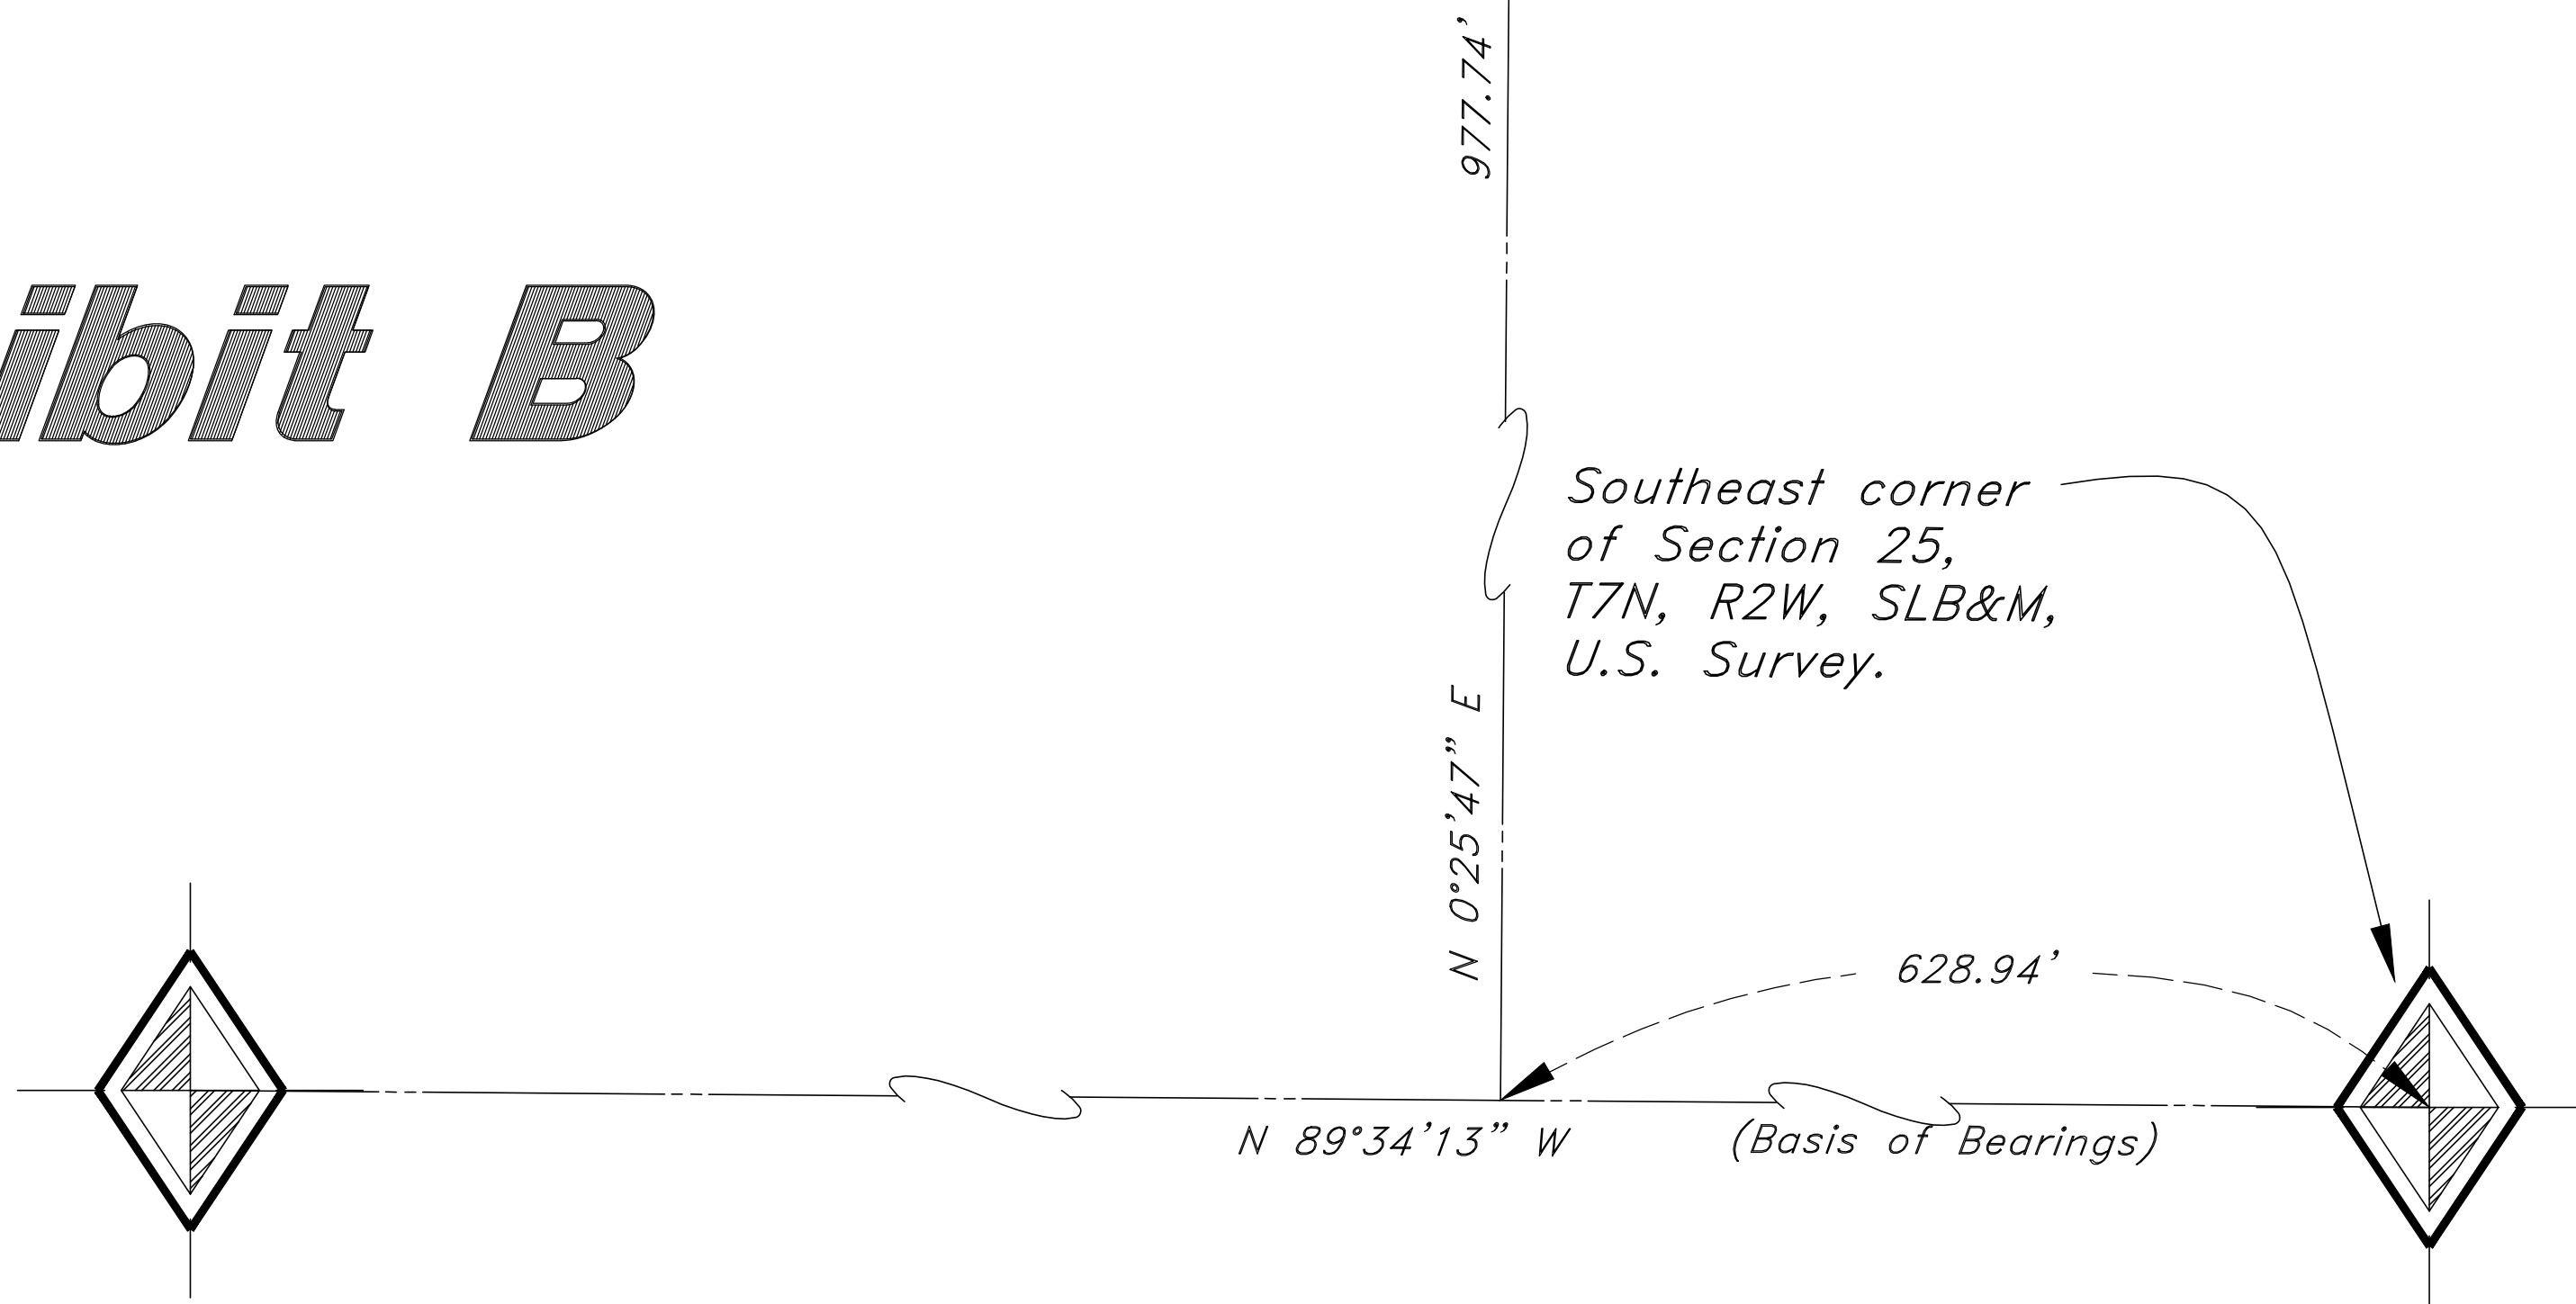 977.74'
ibit B
Southeast corner
of Section 25,
T7N, R2W, SLB&M,
U.S. Survey.
N 0°25'47" E
628.94'
N 89°34'13" W
(Basis of Bearings)